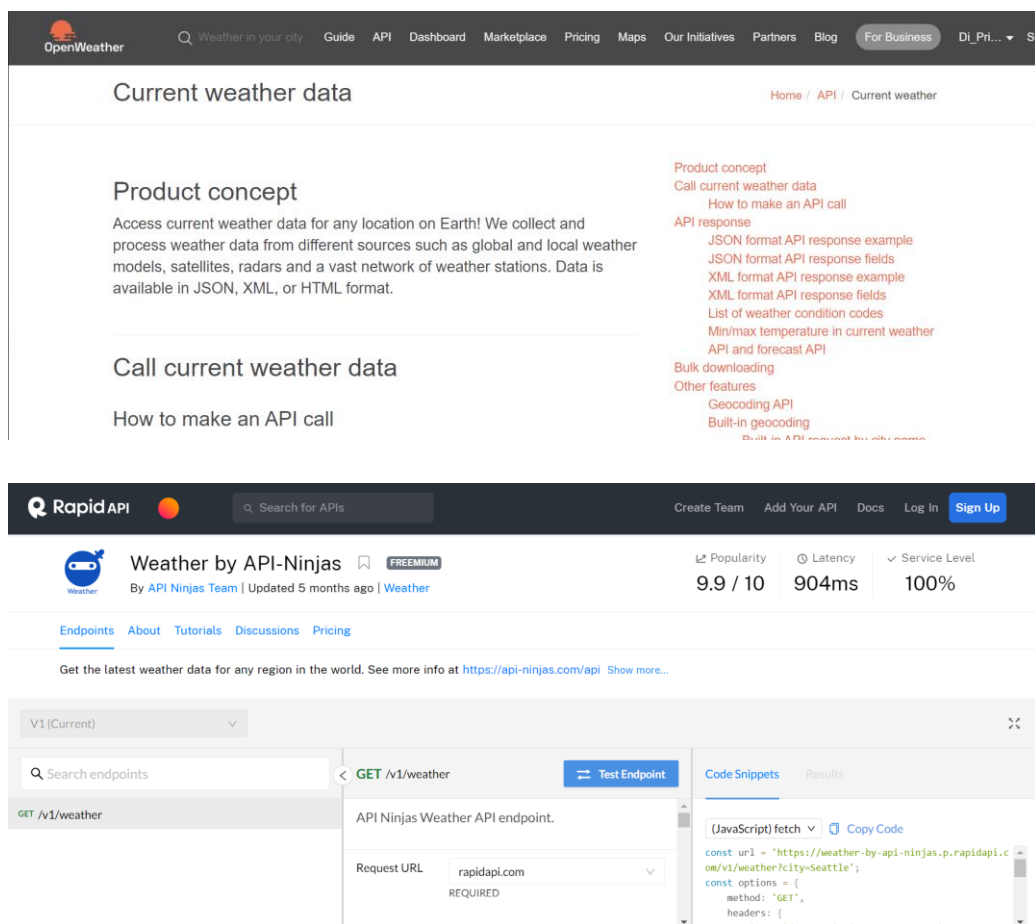 OpenWeather
Weather in your city Guide API Dashboard Marketplace Pricing Maps Our Initiatives Partners Blog For Business Di_Pri... S
Current weather data
Home / API / Current weather
Product concept
Access current weather data for any location on Earth! We collect and
process weather data from different sources such as global and local weather
models, satellites, radars and a vast network of weather stations. Data is
available in JSON, XML, or HTML format.
Call current weather data
How to make an API call
Product concept
Call current weather data
How to make an API call
API response
JSON format API response example
JSON format API response fields
XML format API response example
XML format API response fields
List of weather condition codes
Min/max temperature in current weather
API and forecast API
Bulk downloading
Other features
Geocoding API
Built-in geocoding
Built-in API request by city name
Rapid API
Search for APIs
Create Team Add Your API Docs Log In Sign Up
Weather
Weather by API-Ninjas FREEMIUM
By API Ninjas Team | Updated 5 months ago | Weather
Popularity Latency Service Level
9.9 / 10 904ms 100%
Endpoints About Tutorials Discussions Pricing
Get the latest weather data for any region in the world. See more info at https://api-ninjas.com/api Show more...
V1 (Current)
Search endpoints
GET /v1/weather
GET /v1/weather
Test Endpoint
API Ninjas Weather API endpoint.
Request URL
rapidapi.com
REQUIRED
Code Snippets Results
(JavaScript) fetch Copy Code
const url = 'https://weather-by-api-ninjas.p.rapidapi.c
om/v1/weather?city=Seattle';
const options = {
method: 'GET',
headers: {